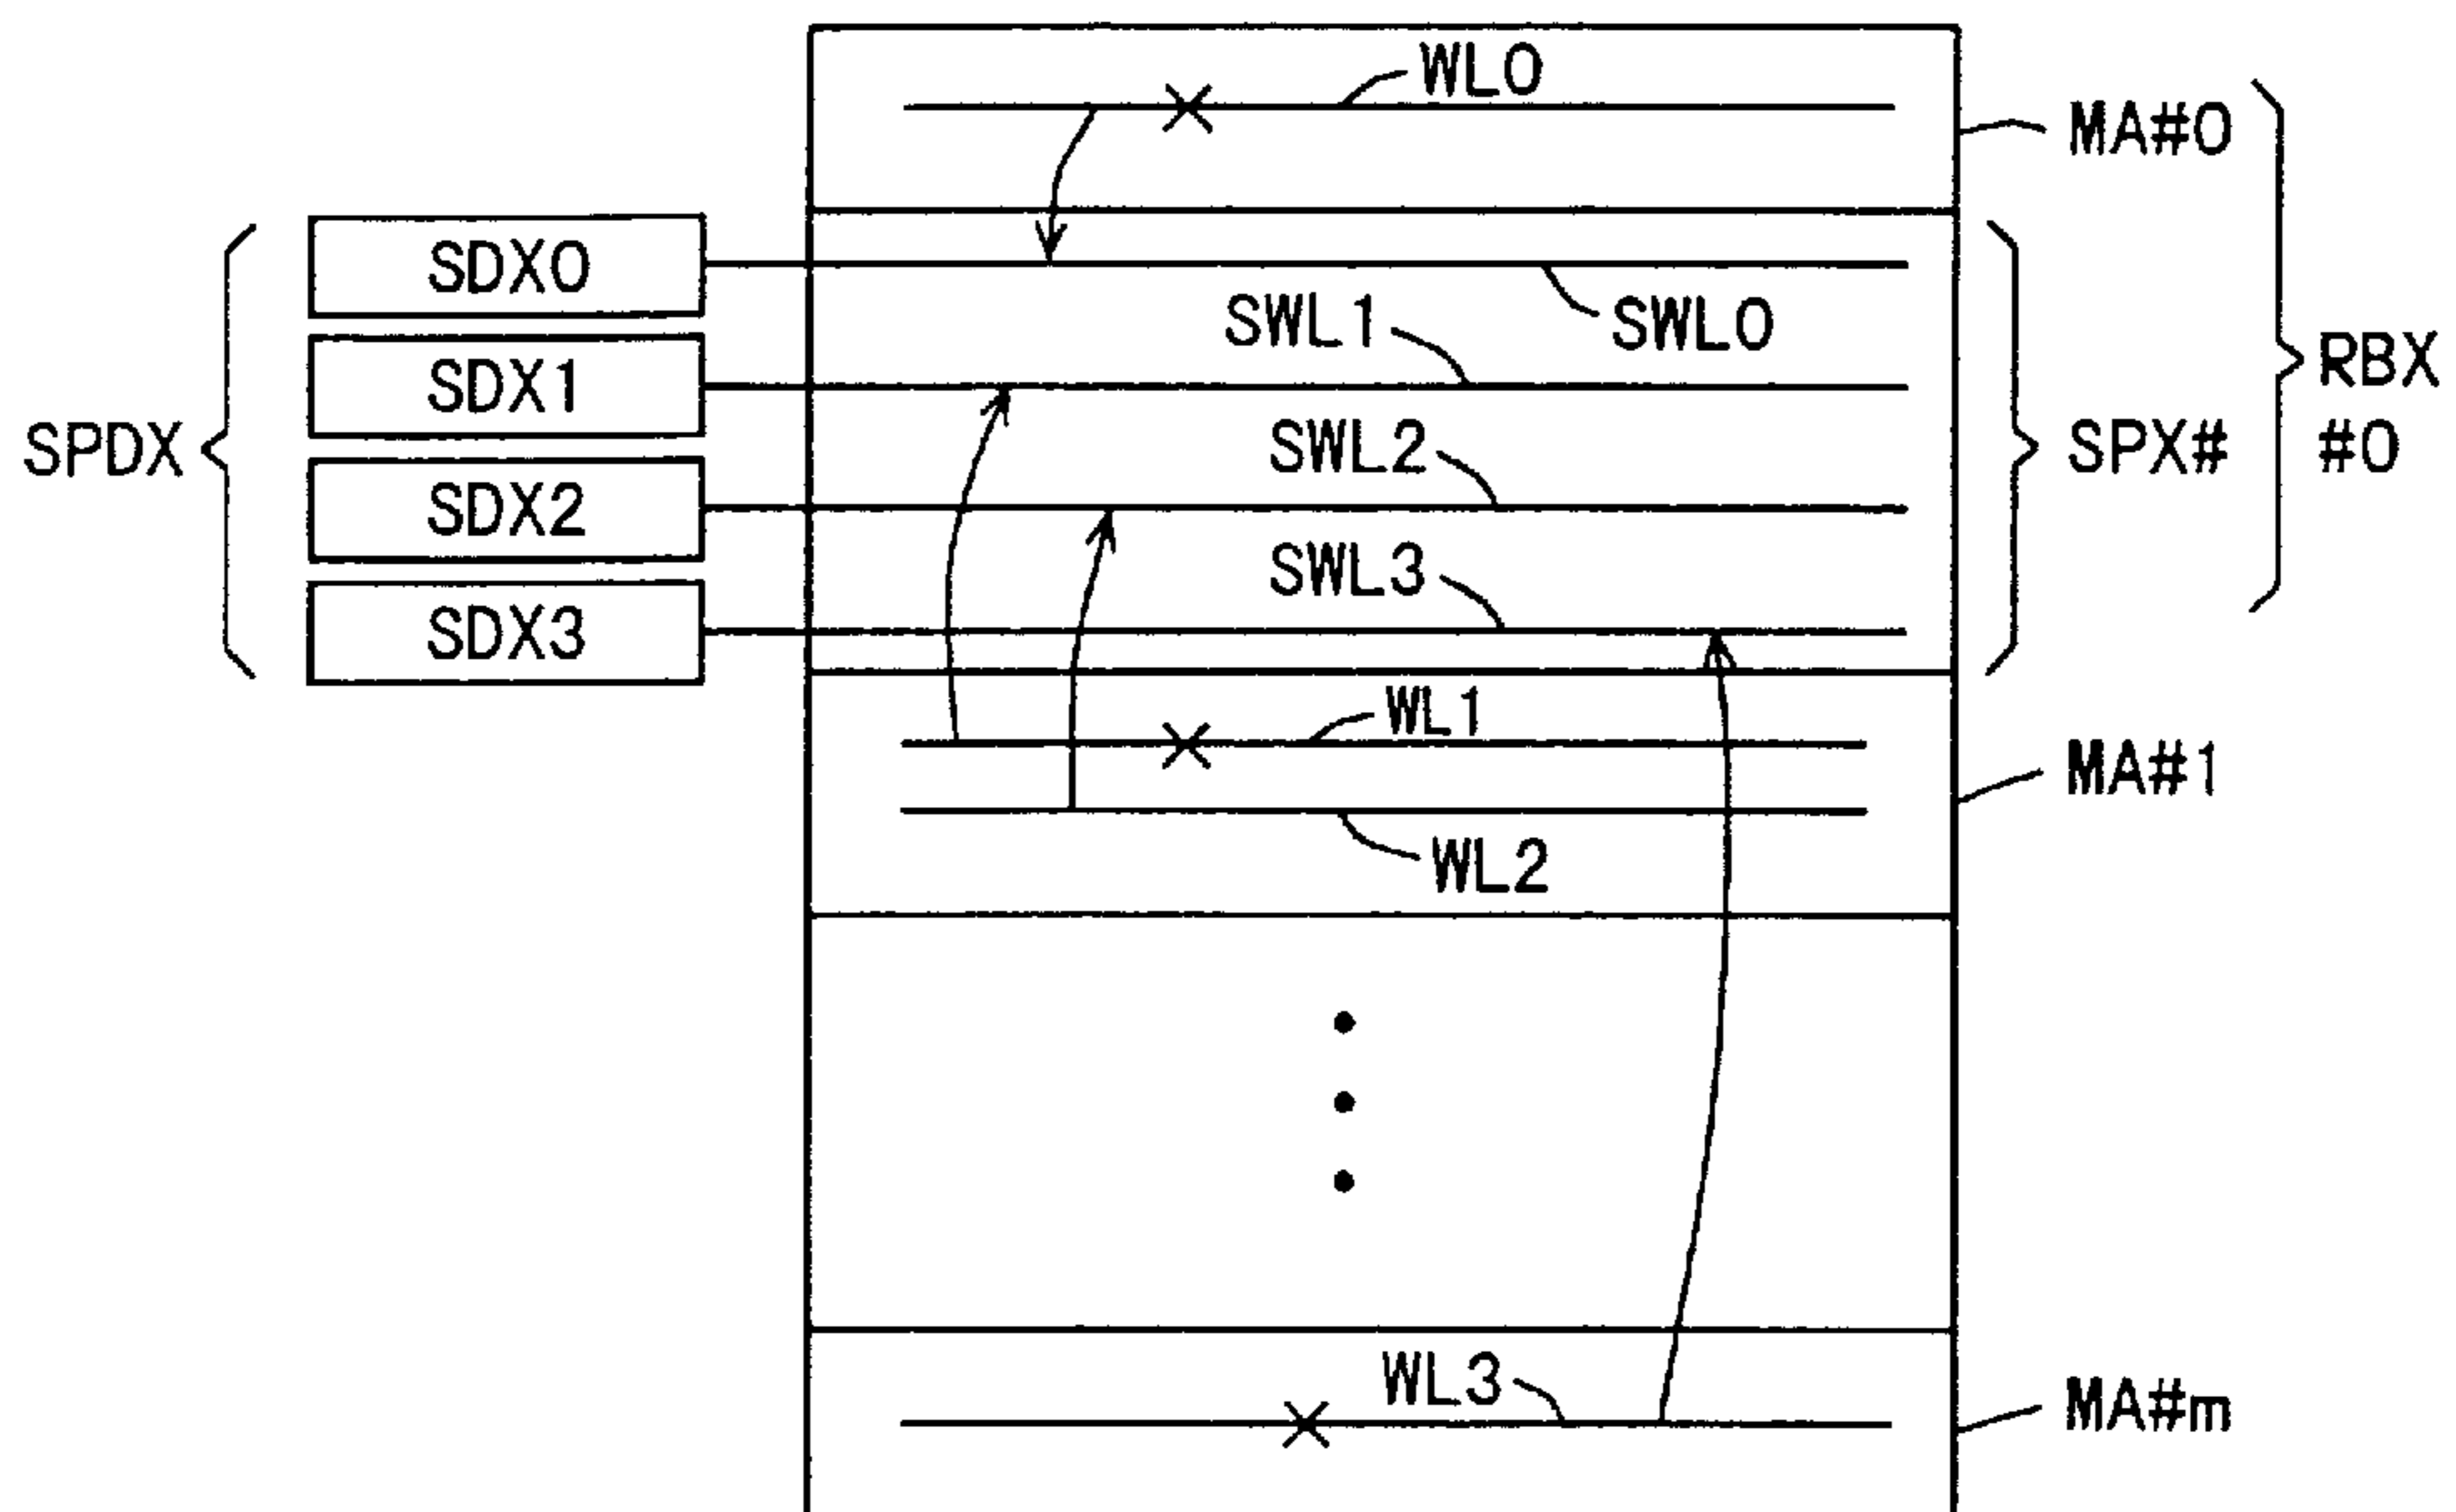 WL0
MA#0
SDX0
SWL1
SWL0
RBX
#0
SDX1
SPDX
SWL2
SPX#
SDX2
SWL3
SDX3
WL1
MA#1
WL2
WL3
MA#m